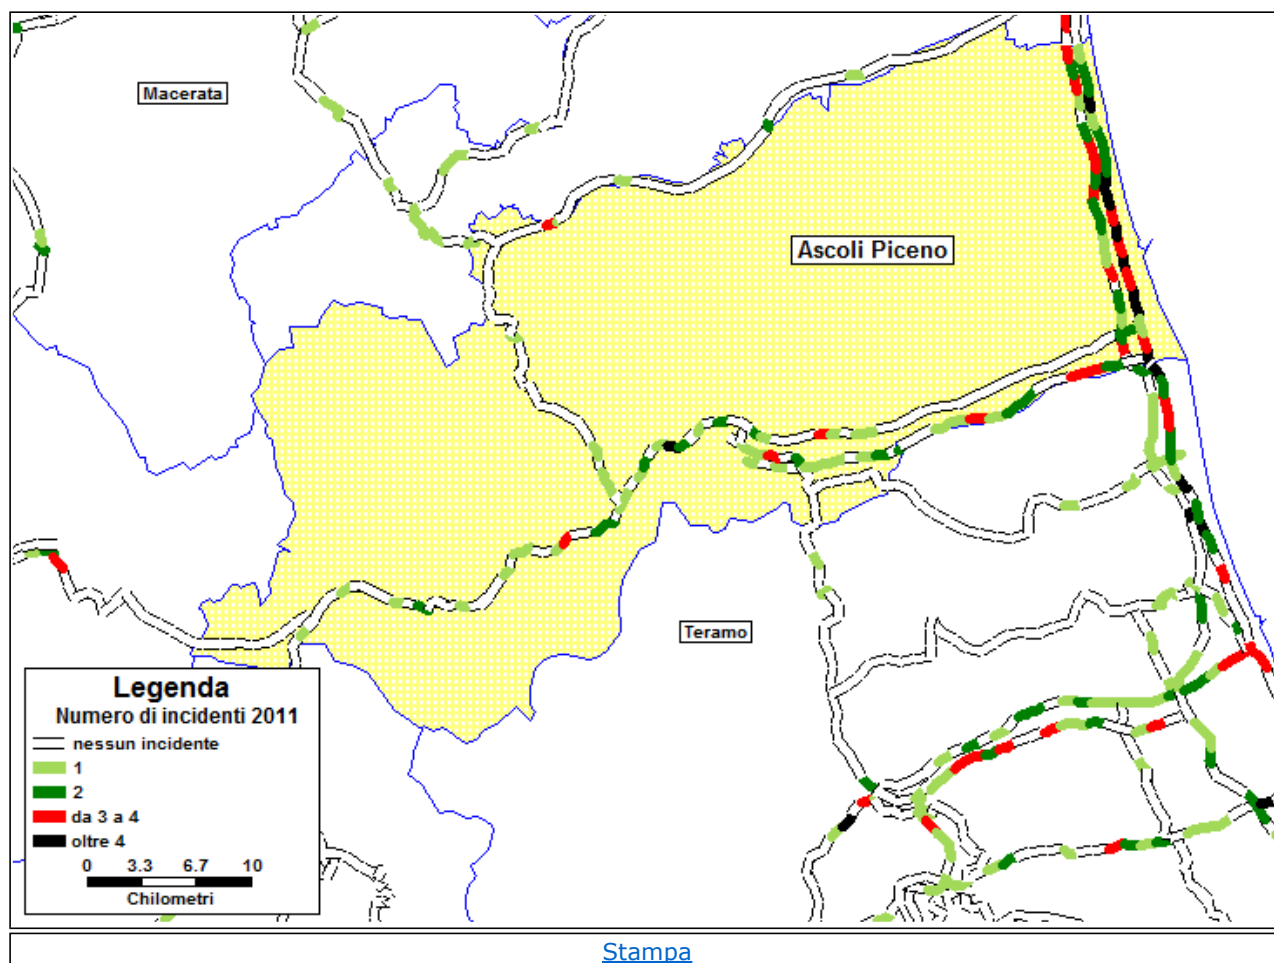 Macerata
Ascoli Piceno
Teramo
Legenda
Numero di incidenti 2011
nessun incidente
1
2
da 3 a 4
oltre 4
0 3.3 6.7 10
Chilometri
Stampa